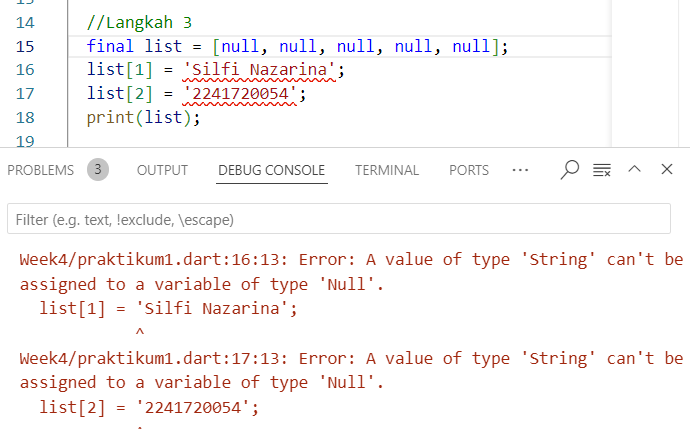 14 //Langkah 3
15 final list = [null, null, null, null, null];
16 list[1] = 'Silfi Nazarina';
17 list[2] = '2241720054';
18 print(list);
19
PROBLEMS 3 OUTPUT DEBUG CONSOLE TERMINAL PORTS ...
Filter (e.g. text, !exclude, \escape)
Week4/praktikum1.dart:16:13: Error: A value of type 'String' can't be
assigned to a variable of type 'Null'.
list[1] = 'Silfi Nazarina';
^
Week4/praktikum1.dart:17:13: Error: A value of type 'String' can't be
assigned to a variable of type 'Null'.
list[2] = '2241720054';